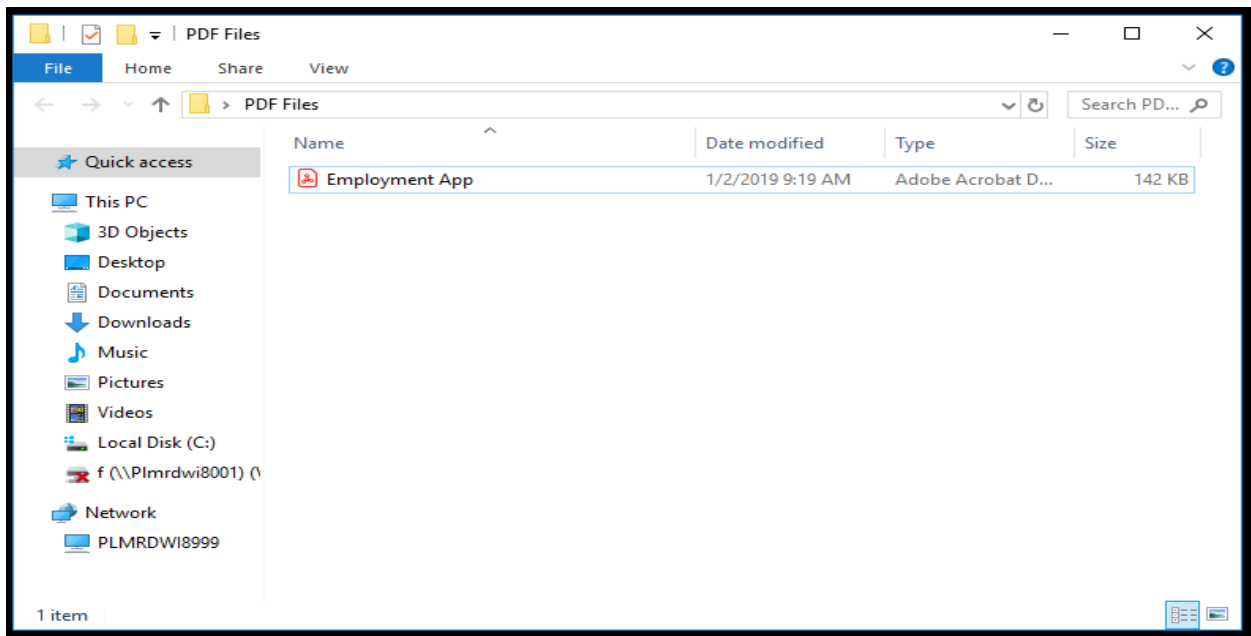 PDF Files
File Home Share View
PDF Files Search PD...
Name Date modified Type Size
Employment App 1/2/2019 9:19 AM Adobe Acrobat D... 142 KB
Quick access
This PC
3D Objects
Desktop
Documents
Downloads
Music
Pictures
Videos
Local Disk (C:)
f (\\Plmrdwi8001) (\
Network
PLMRDWI8999
1 item